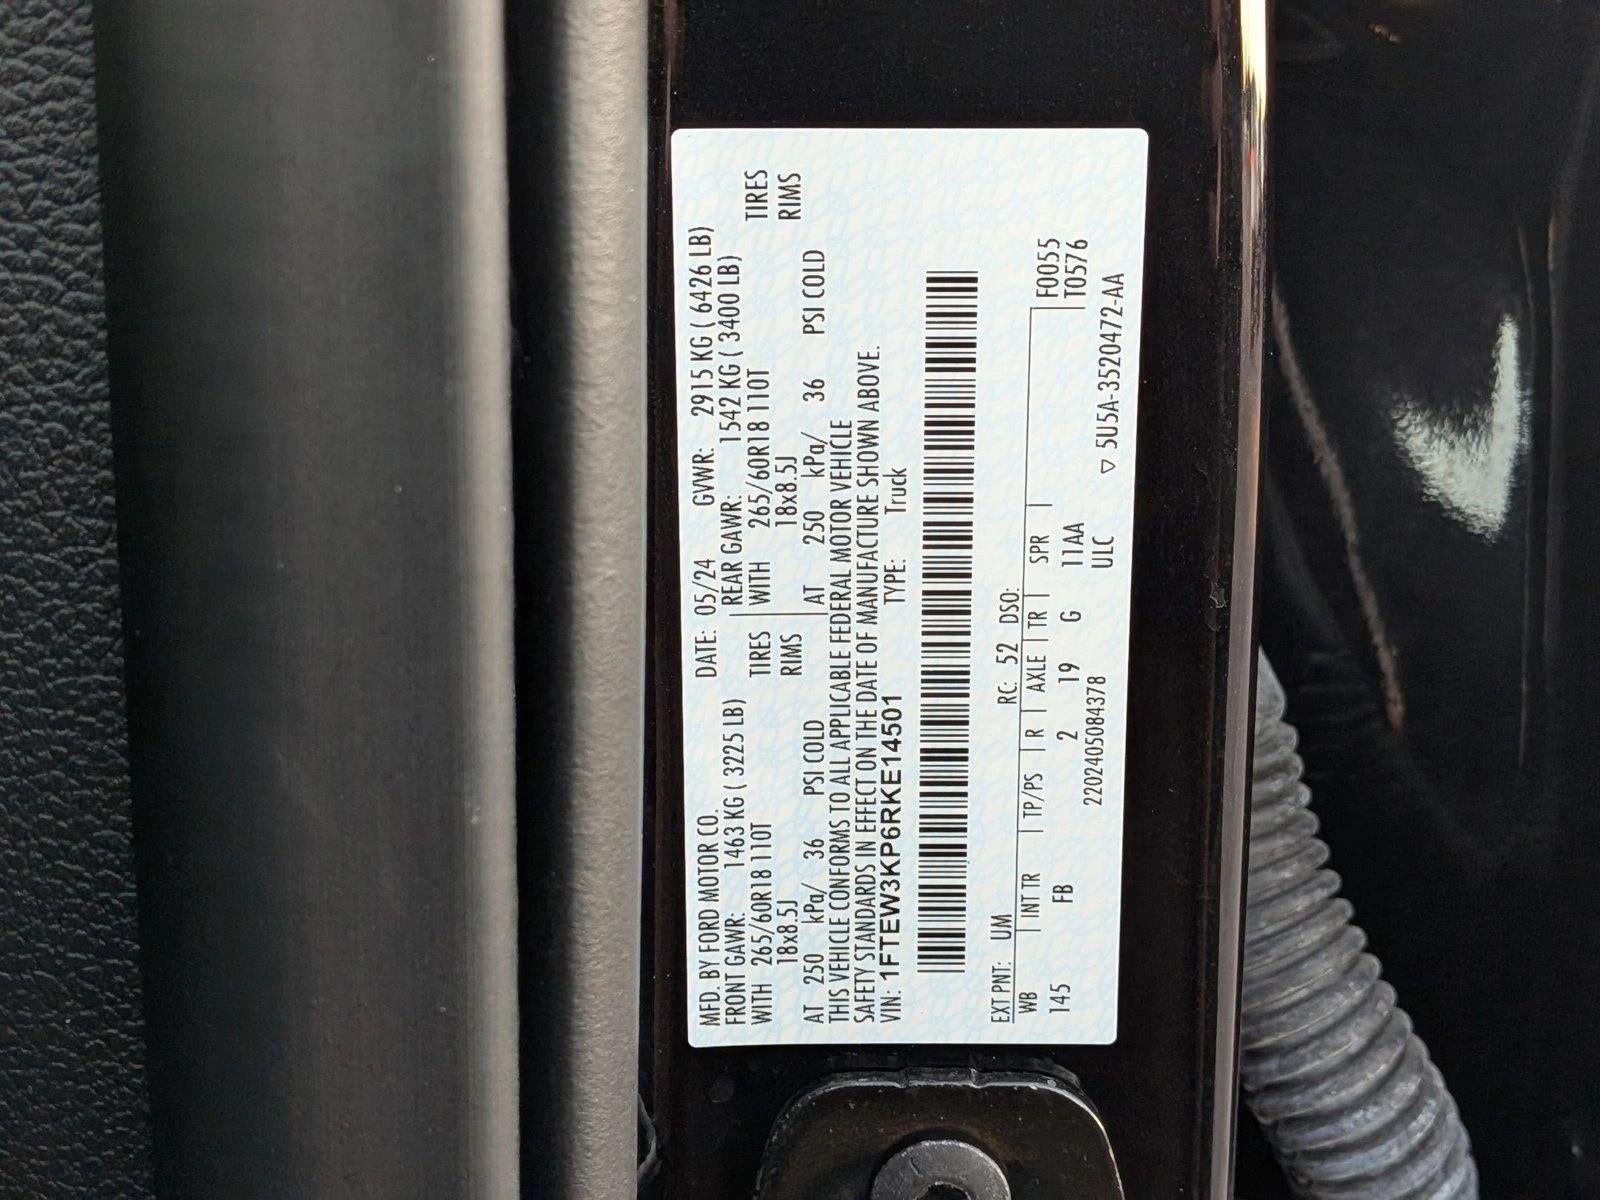 MFD. BY FORD MOTOR CO. DATE: 05/24 GVWR: 2915 KG ( 6426 LB)
FRONT GAWR: 1463 KG ( 3225 LB) REAR GAWR: 1542 KG ( 3400 LB)
WITH 265/60R18 110T TIRES WITH 265/60R18 110T TIRES
18x8.5J RIMS 18x8.5J RIMS
AT 250 kPa/ 36 PSI COLD AT 250 kPa/ 36 PSI COLD
THIS VEHICLE CONFORMS TO ALL APPLICABLE FEDERAL MOTOR VEHICLE
SAFETY STANDARDS IN EFFECT ON THE DATE OF MANUFACTURE SHOWN ABOVE.
VIN: 1FTEW3KP6RKE14501 TYPE: Truck
EXT PNT: UM RC: 52 DSO:
WB INT TR TP/PS R AXLE TR SPR F0055
145 FB 2 19 G 11AA T0576
ULC
2202405084378 ▽ 5U5A-3520472-AA